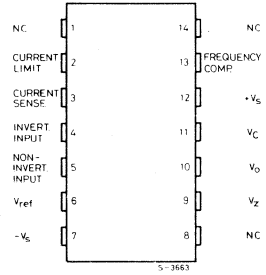 NC 1 14 NC
CURRENT LIMIT 2 13 FREQUENCY COMP.
CURRENT SENSE 3 12 +Vs
INVERT. INPUT 4 11 VC
NON-INVERT. INPUT 5 10 Vo
Vref 6 9 Vz
-Vs 7 8 NC
S-3663